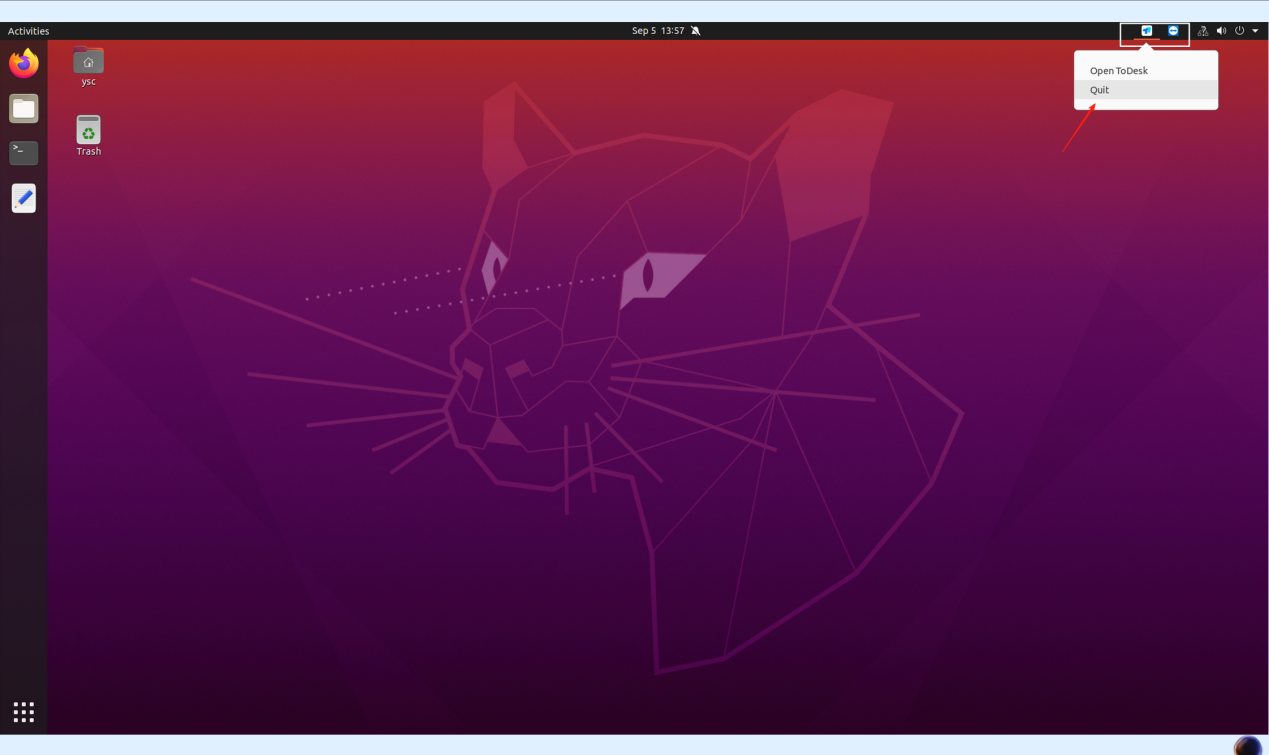 Activities
Sep 5 13:57
ysc
Trash
Open ToDesk
Quit